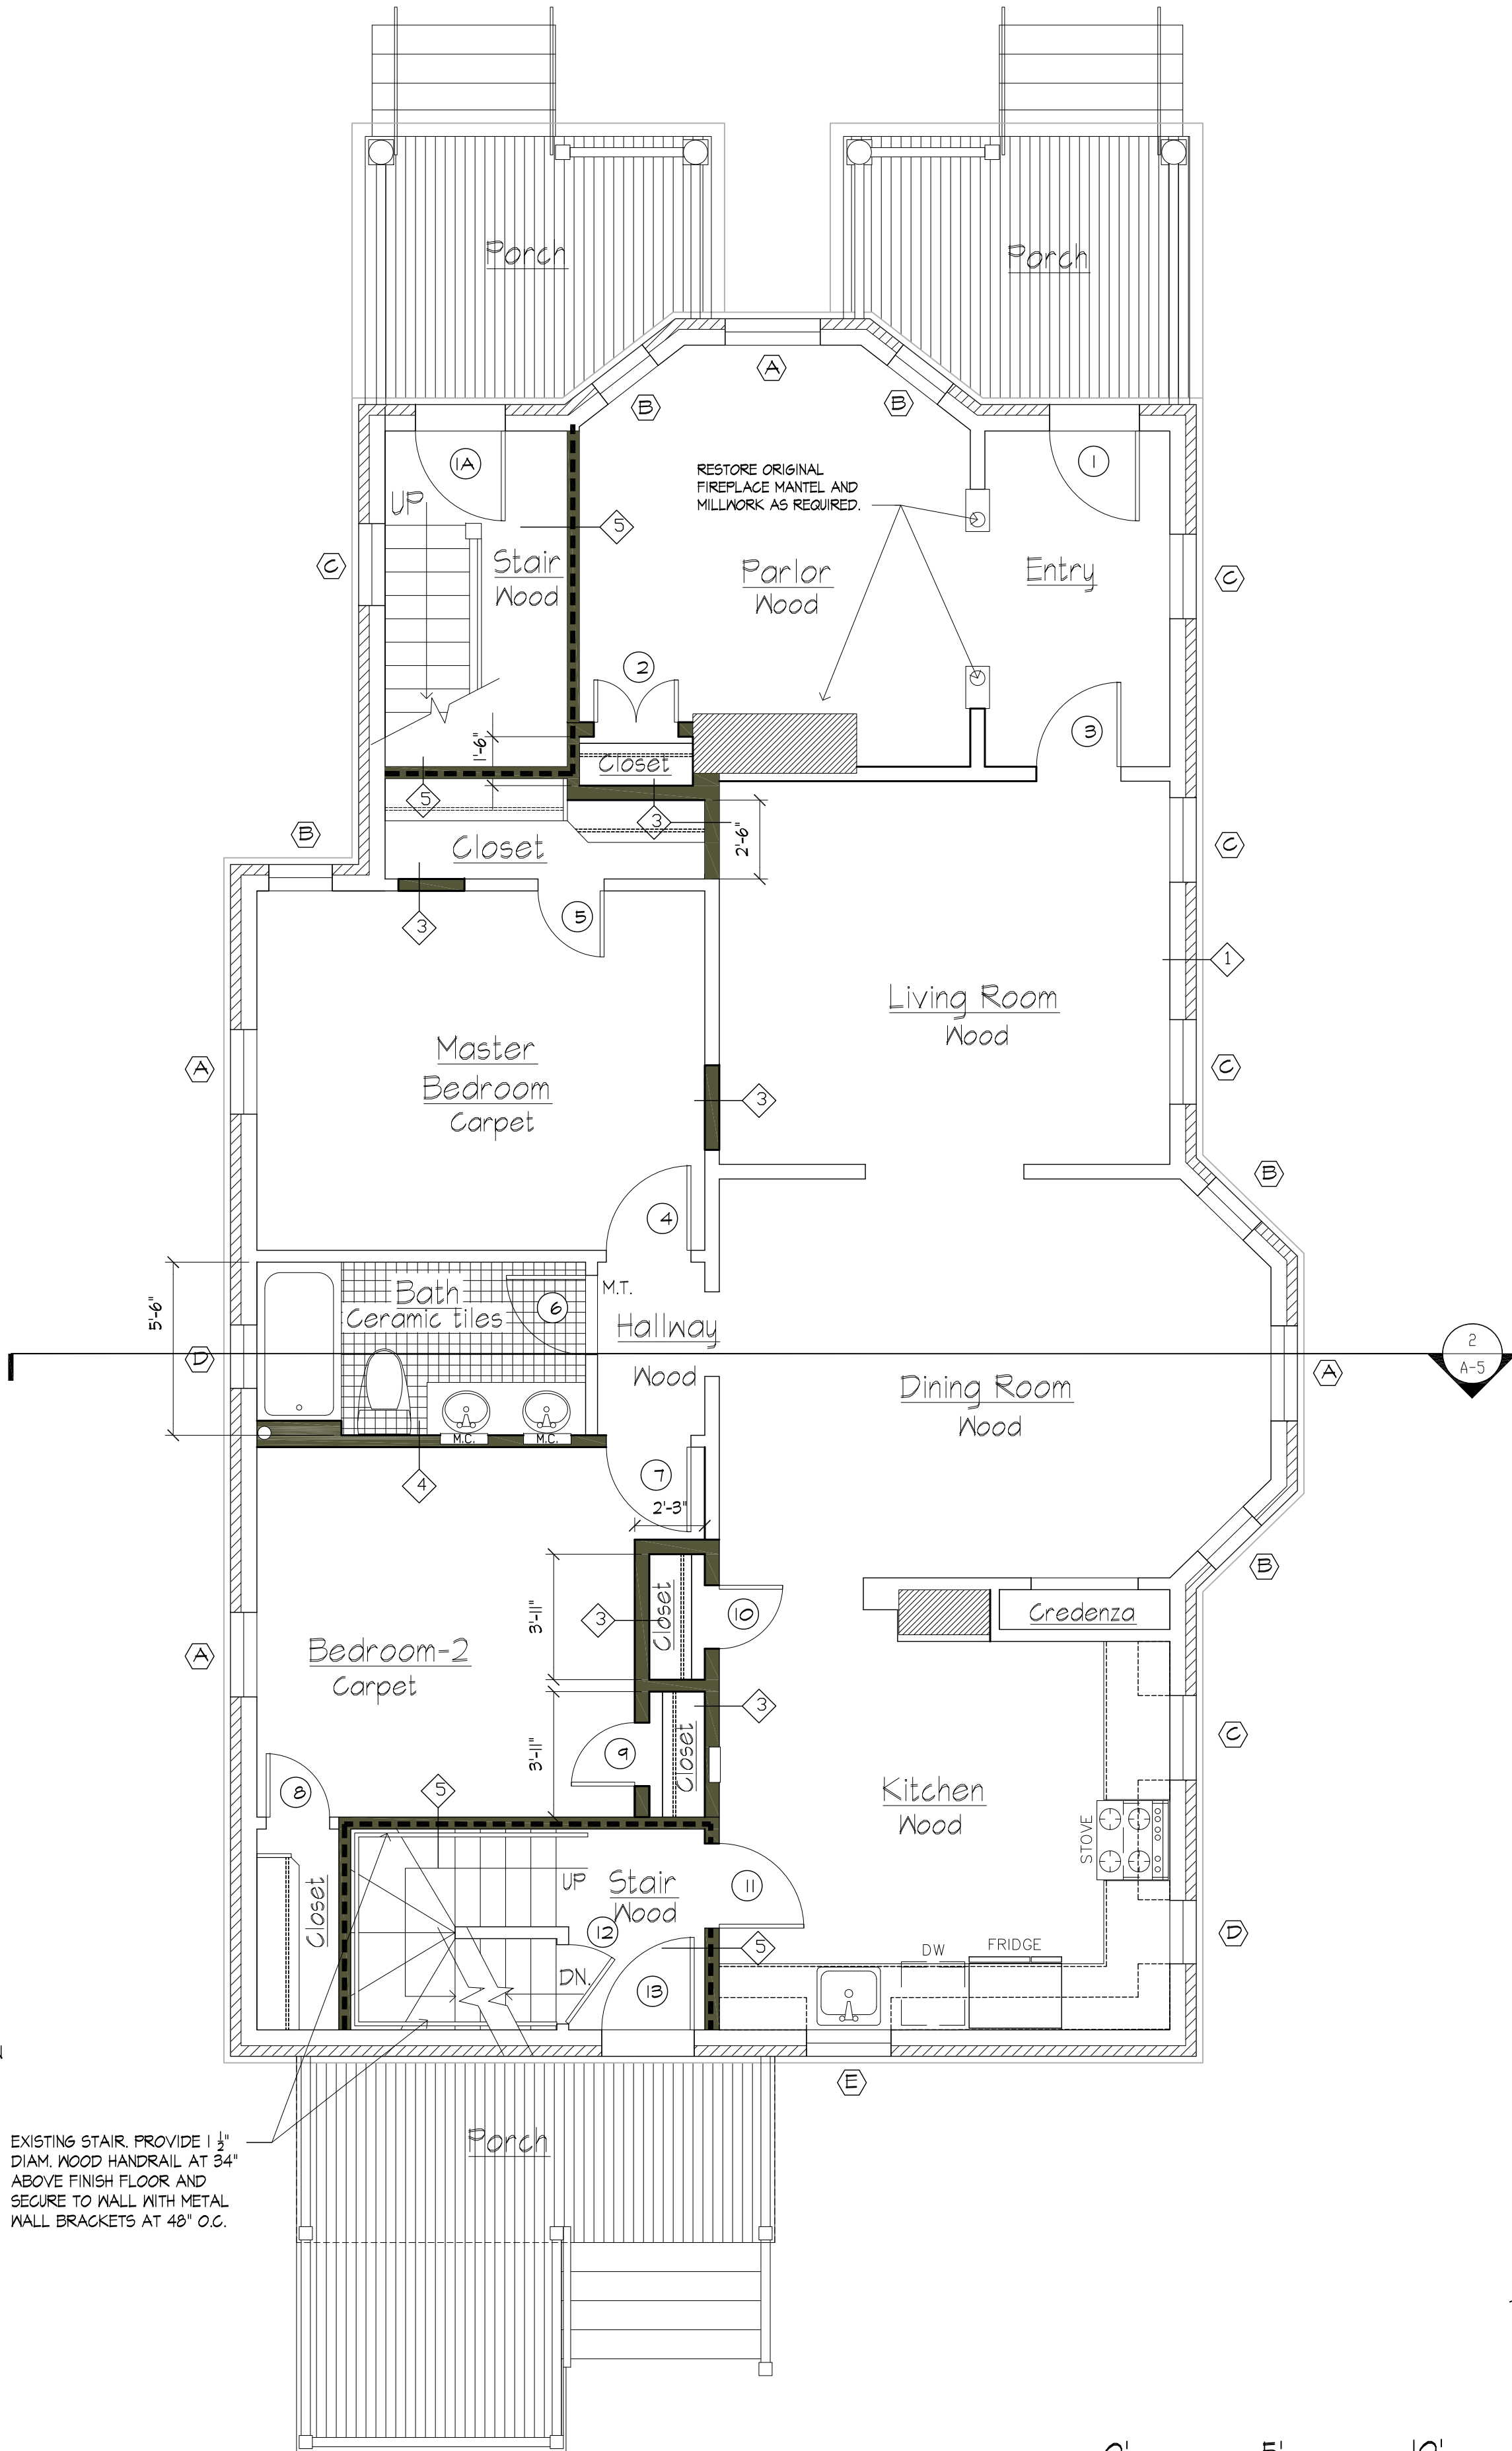 Porch
Porch
A
B
B
RESTORE ORIGINAL
FIREPLACE MANTEL AND
MILLWORK AS REQUIRED.
1A
1
UP
5
C
Stair
Wood
Parlor
Wood
Entry
C
2
3
1'-6"
Closet
5
3
B
Closet
2'-6"
C
3
5
1
Living Room
Wood
Master
Bedroom
Carpet
A
3
C
B
4
5'-6"
Bath
Ceramic tiles
6
M.T.
Hallway
Wood
D
2
A-5
A
Dining Room
Wood
M.C.
M.C.
4
7
2'-3"
B
3'-11"
3
Closet
10
Credenza
Bedroom-2
Carpet
A
3
C
3'-11"
9
Closet
8
5
Kitchen
Wood
STOVE
UP
Stair
Wood
11
Closet
12
5
D
DW
FRIDGE
DN.
13
E
Porch
EXISTING STAIR. PROVIDE 1 1/2"
DIAM. WOOD HANDRAIL AT 34"
ABOVE FINISH FLOOR AND
SECURE TO WALL WITH METAL
WALL BRACKETS AT 48" O.C.